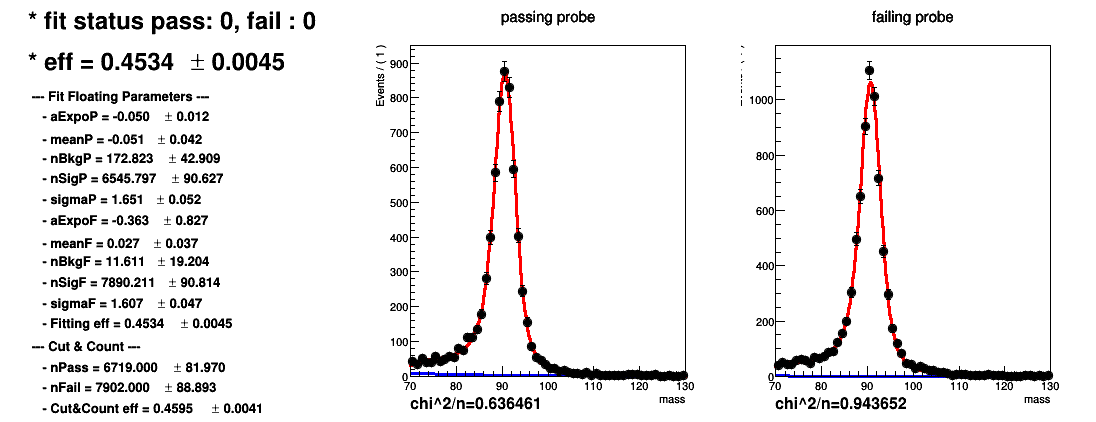 * fit status pass: 0, fail : 0
* eff = 0.4534 ± 0.0045
--- Fit Floating Parameters ---
- aExpoP = -0.050 ± 0.012
- meanP = -0.051 ± 0.042
- nBkgP = 172.823 ± 42.909
- nSigP = 6545.797 ± 90.627
- sigmaP = 1.651 ± 0.052
- aExpoF = -0.363 ± 0.827
- meanF = 0.027 ± 0.037
- nBkgF = 11.611 ± 19.204
- nSigF = 7890.211 ± 90.814
- sigmaF = 1.607 ± 0.047
- Fitting eff = 0.4534 ± 0.0045
--- Cut & Count ---
- nPass = 6719.000 ± 81.970
- nFail = 7902.000 ± 88.893
- Cut&Count eff = 0.4595 ± 0.0041
passing probe
Events / ( 1 )
900
800
700
600
500
400
300
200
100
0
70 80 90 100 110 120 130
mass
chi^2/n=0.636461
failing probe
1000
800
600
400
200
0
70 80 90 100 110 120 130
mass
chi^2/n=0.943652